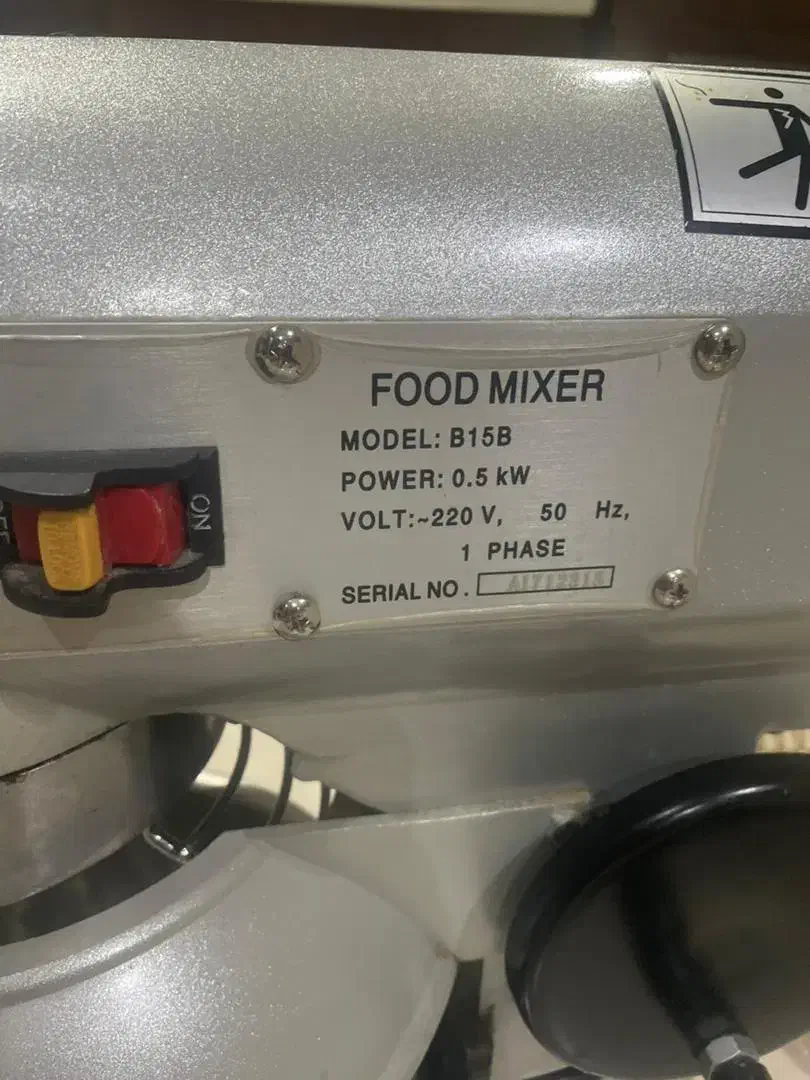 FOOD MIXER
MODEL: B15B
POWER: 0.5 kW
VOLT:~220 V, 50 Hz,
1 PHASE
SERIAL NO.
ON